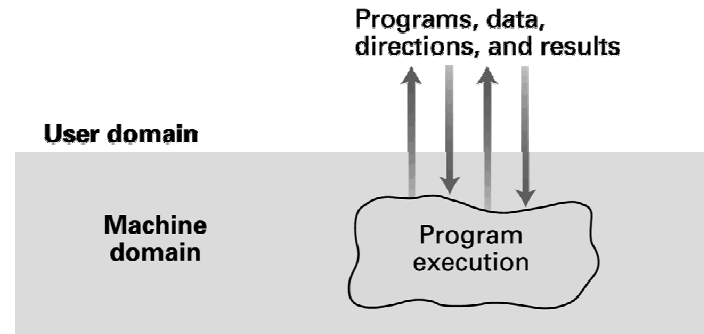 Programs, data,
directions, and results
User domain
Machine
domain
Program
execution